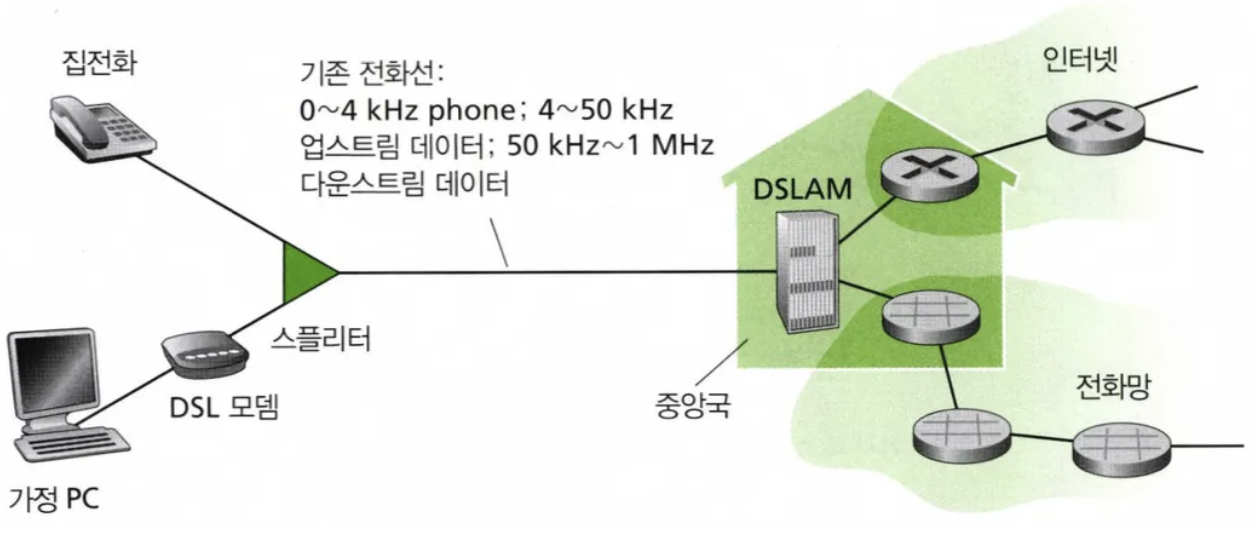 집전화
기존 전화선:
0~4 kHz phone; 4~50 kHz
업스트림 데이터; 50 kHz~1 MHz
다운스트림 데이터
인터넷
DSLAM
스플리터
DSL 모뎀
중앙국
전화망
가정 PC